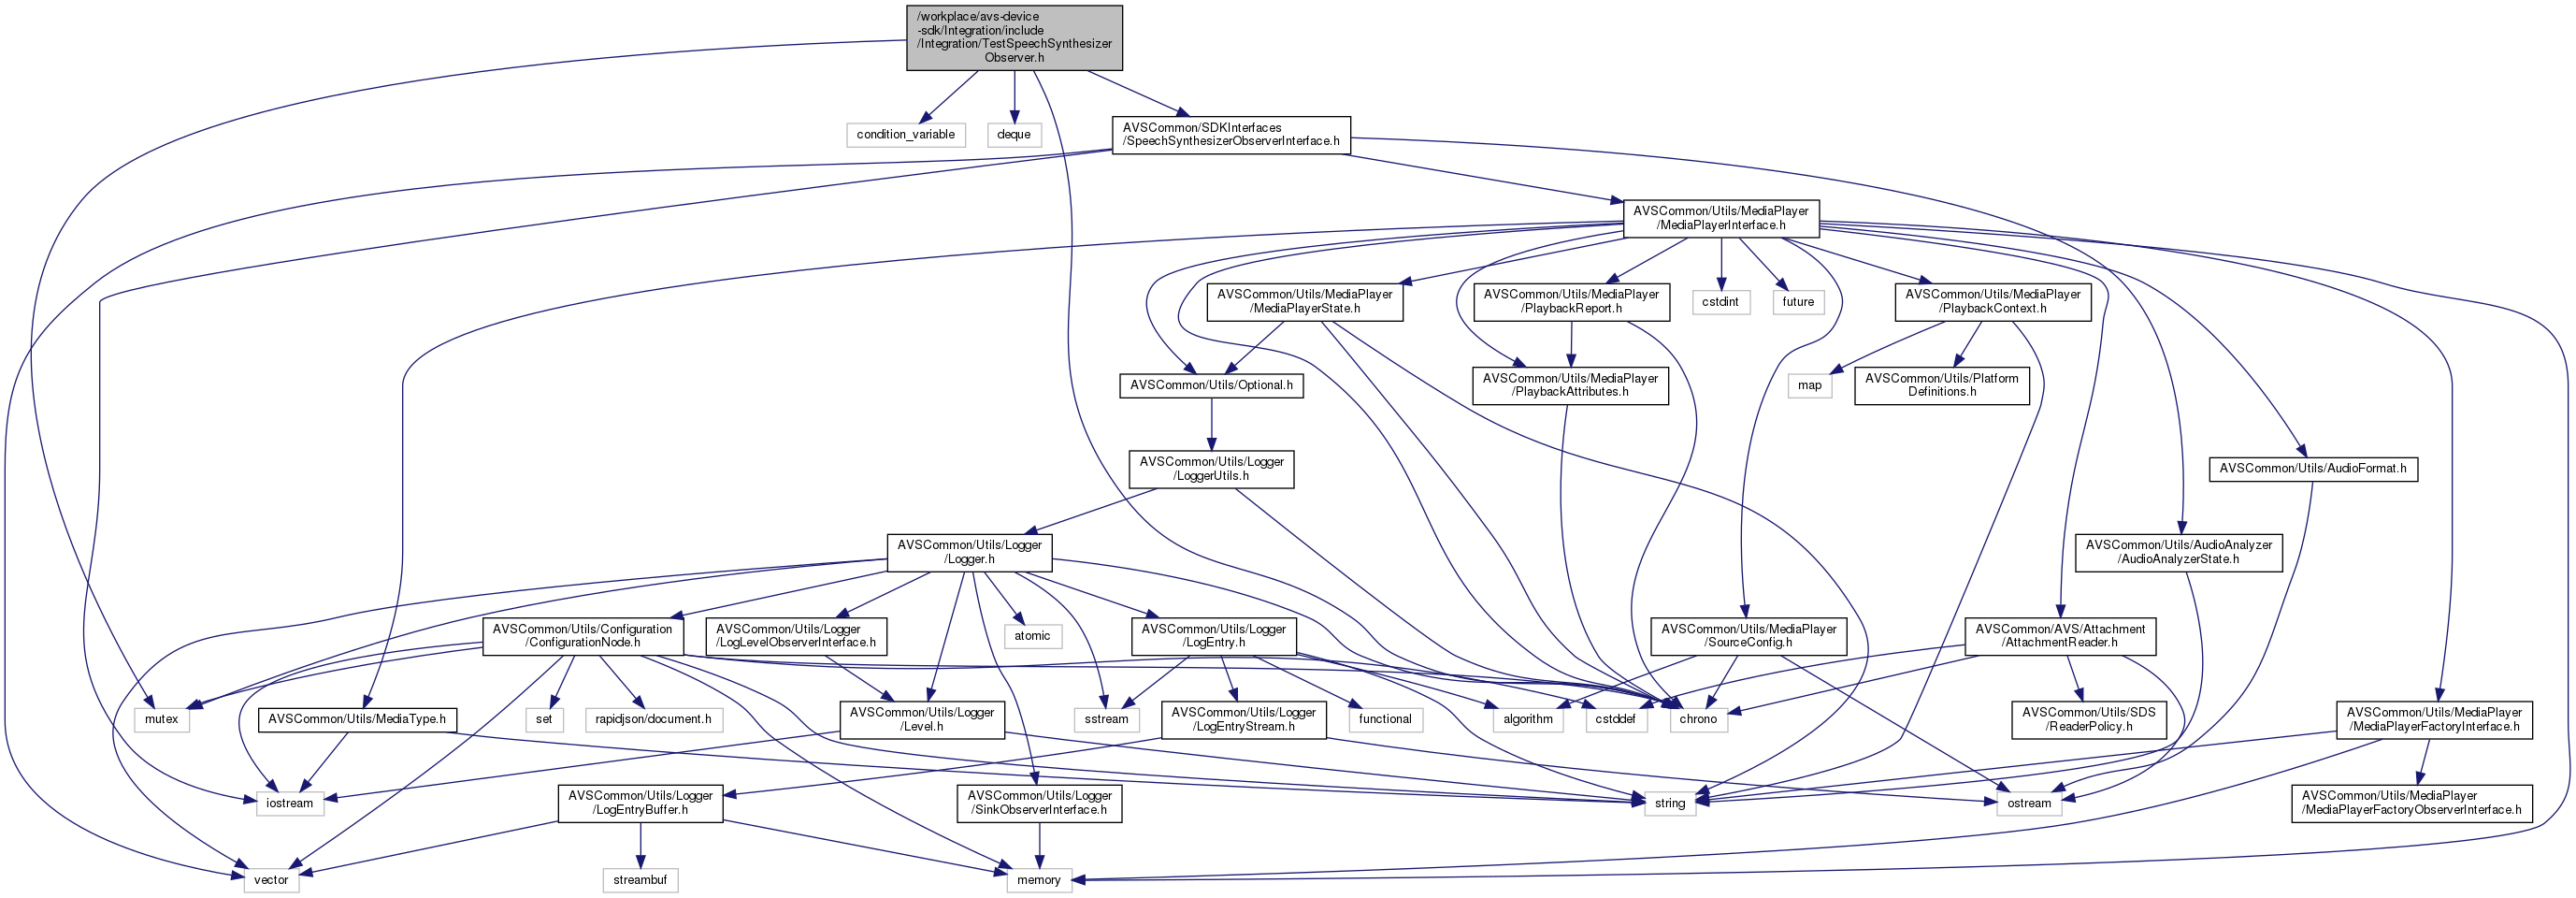 /workplace/avs-device
-sdk/Integration/include
/Integration/TestSpeechSynthesizer
Observer.h
condition_variable
deque
AVSCommon/SDKInterfaces
/SpeechSynthesizerObserverInterface.h
AVSCommon/Utils/MediaPlayer
/MediaPlayerInterface.h
AVSCommon/Utils/MediaPlayer
/MediaPlayerState.h
AVSCommon/Utils/MediaPlayer
/PlaybackReport.h
cstdint
future
AVSCommon/Utils/MediaPlayer
/PlaybackContext.h
AVSCommon/Utils/Optional.h
AVSCommon/Utils/MediaPlayer
/PlaybackAttributes.h
map
AVSCommon/Utils/Platform
Definitions.h
AVSCommon/Utils/Logger
/LoggerUtils.h
AVSCommon/Utils/AudioFormat.h
AVSCommon/Utils/Logger
/Logger.h
AVSCommon/Utils/AudioAnalyzer
/AudioAnalyzerState.h
AVSCommon/Utils/Configuration
/ConfigurationNode.h
AVSCommon/Utils/Logger
/LogLevelObserverInterface.h
atomic
AVSCommon/Utils/Logger
/LogEntry.h
AVSCommon/Utils/MediaPlayer
/SourceConfig.h
AVSCommon/AVS/Attachment
/AttachmentReader.h
mutex
AVSCommon/Utils/MediaType.h
set
rapidjson/document.h
AVSCommon/Utils/Logger
/Level.h
sstream
AVSCommon/Utils/Logger
/LogEntryStream.h
functional
algorithm
cstddef
chrono
AVSCommon/Utils/SDS
/ReaderPolicy.h
AVSCommon/Utils/MediaPlayer
/MediaPlayerFactoryInterface.h
iostream
AVSCommon/Utils/Logger
/LogEntryBuffer.h
AVSCommon/Utils/Logger
/SinkObserverInterface.h
string
ostream
AVSCommon/Utils/MediaPlayer
/MediaPlayerFactoryObserverInterface.h
vector
streambuf
memory